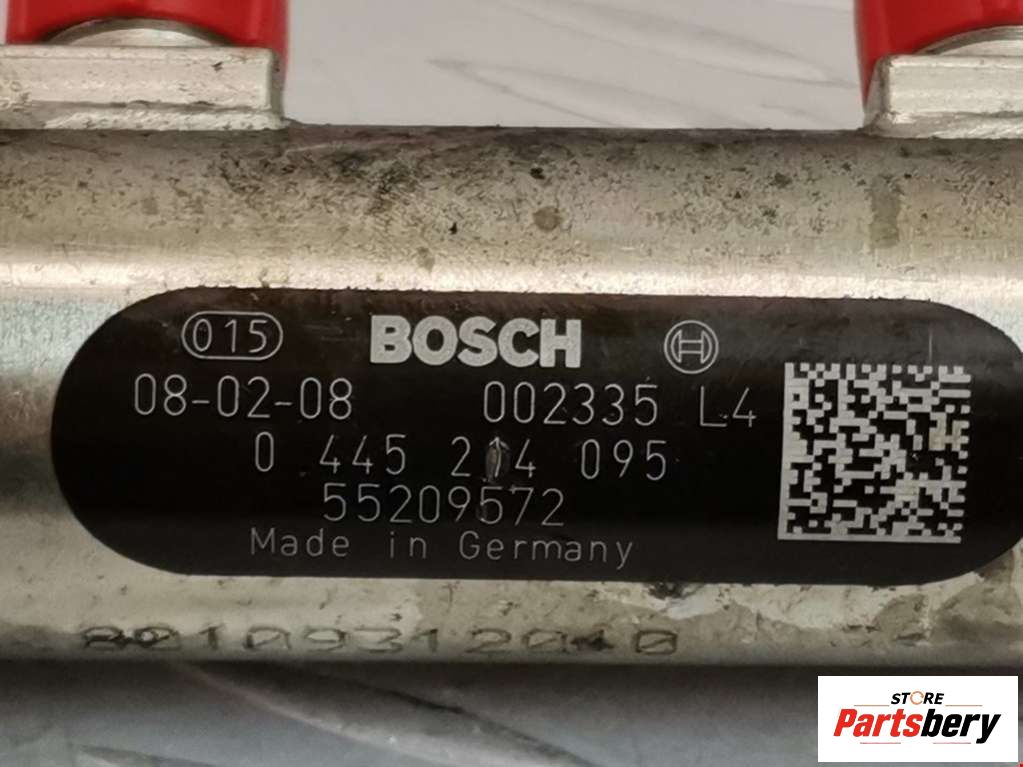 015 BOSCH
08-02-08 002335 L4
0 445 214 095
55209572
Made in Germany
STORE
Partsbery